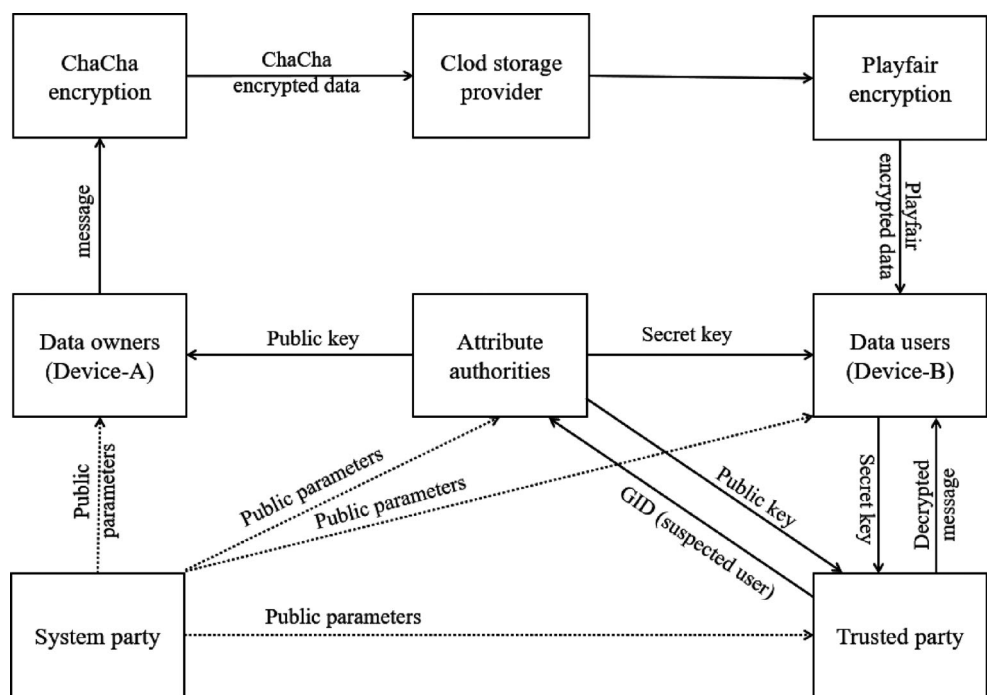 ChaCha
encryption
ChaCha
encrypted data
Clod storage
provider
Playfair
encryption
message
Playfair
encrypted data
Data owners
(Device-A)
Public key
Attribute
authorities
Secret key
Data users
(Device-B)
Public
parameters
Public parameters
Public parameters
Public key
GID (suspected user)
Secret key
Decrypted
message
System party
Public parameters
Trusted party